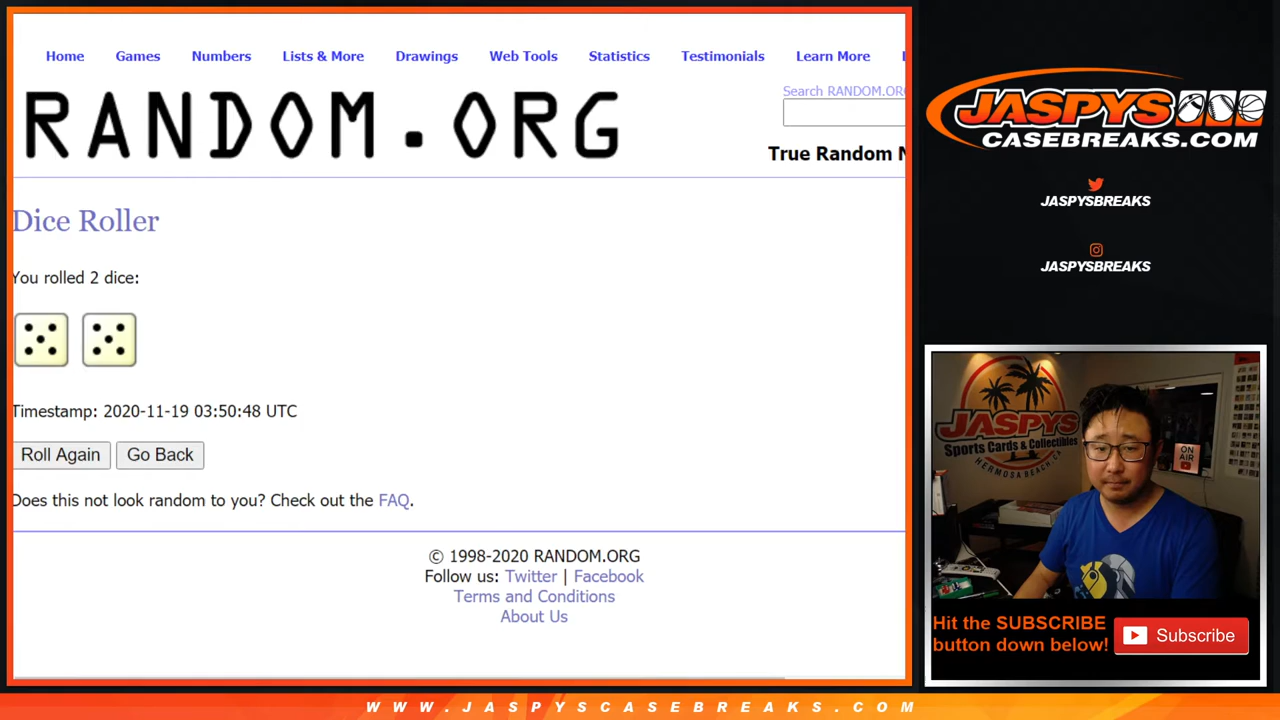 Home Games Numbers Lists & More Drawings Web Tools Statistics Testimonials Learn More
Search RANDOM.ORG
RANDOM.ORG
True Random
Dice Roller
You rolled 2 dice:
Timestamp: 2020-11-19 03:50:48 UTC
Roll Again Go Back
Does this not look random to you? Check out the FAQ.
© 1998-2020 RANDOM.ORG
Follow us: Twitter | Facebook
Terms and Conditions
About Us
JASPYS
CASEBREAKS.COM
JASPYSBREAKS
JASPYSBREAKS
JASPYS
Sports Cards & Collectibles
HERMOSA BEACH, CA
ON
AIR
Hit the SUBSCRIBE
button down below!
Subscribe
WWW.JASPYSCASEBREAKS.COM